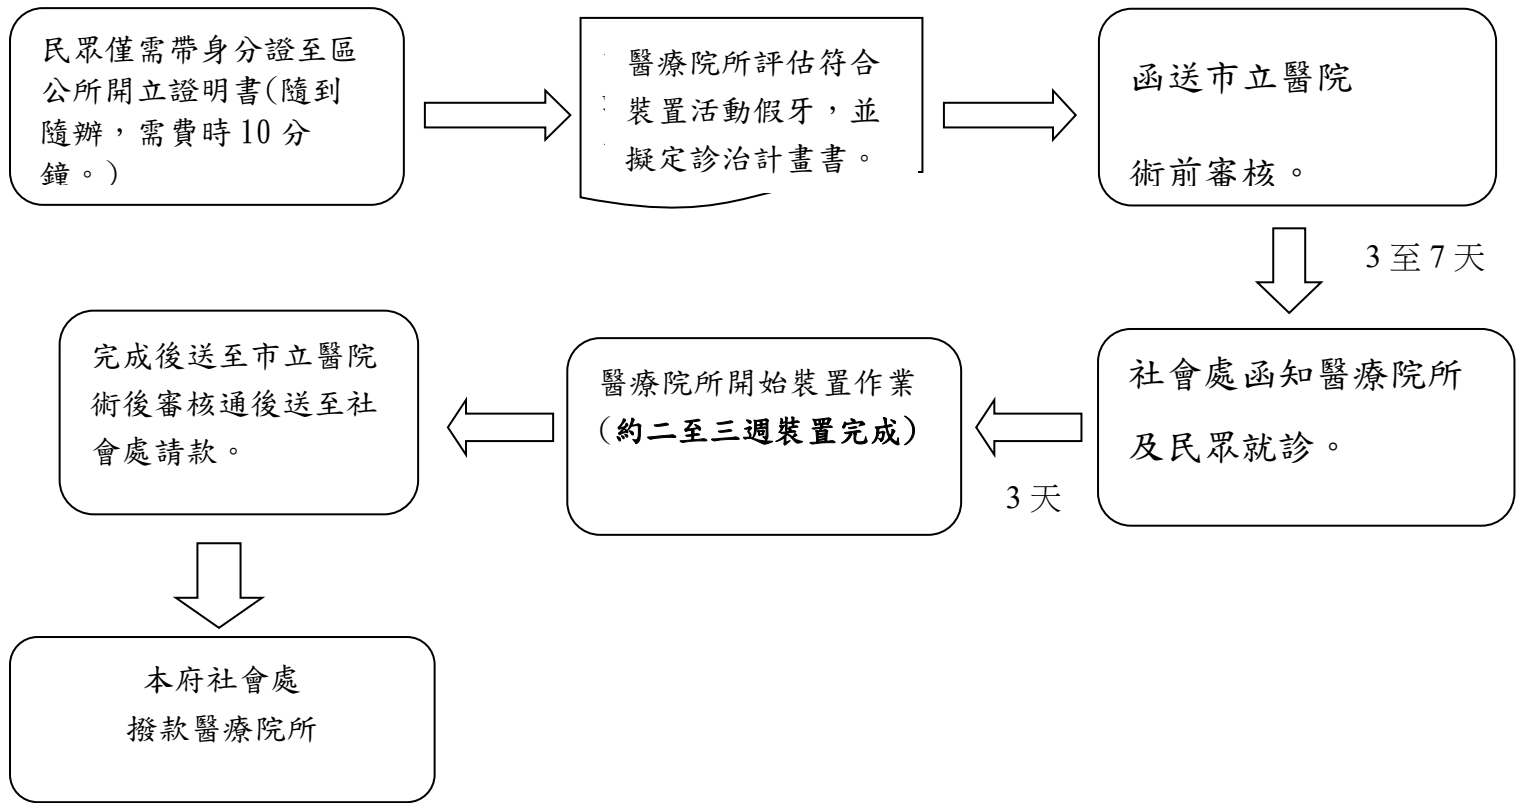 民眾僅需帶身分證至區
公所開立證明書(隨到
隨辦，需費時10分
鐘。)
醫療院所評估符合
裝置活動假牙，並
擬定診治計畫書。
函送市立醫院
術前審核。
3至7天
社會處函知醫療院所
及民眾就診。
3天
醫療院所開始裝置作業
(約二至三週裝置完成)
完成後送至市立醫院
術後審核通後送至社
會處請款。
本府社會處
撥款醫療院所